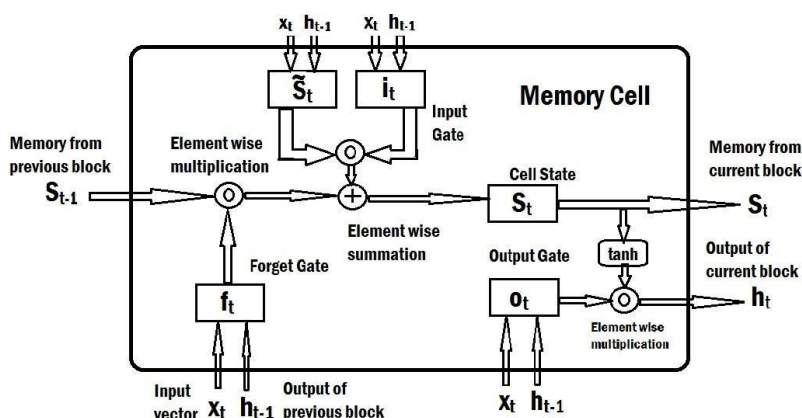 xₜ hₜ₋₁ xₜ hₜ₋₁
S̃ₜ
iₜ
Memory Cell
Input
Gate
Memory from
previous block
Sₜ₋₁
Element wise
multiplication
Element wise
summation
Cell State
Sₜ
Memory from
current block
Sₜ
Forget Gate
fₜ
Output Gate
oₜ
tanh
Output of
current block
hₜ
Element wise
multiplication
Input
vector
xₜ hₜ₋₁
Output of
previous block
xₜ hₜ₋₁